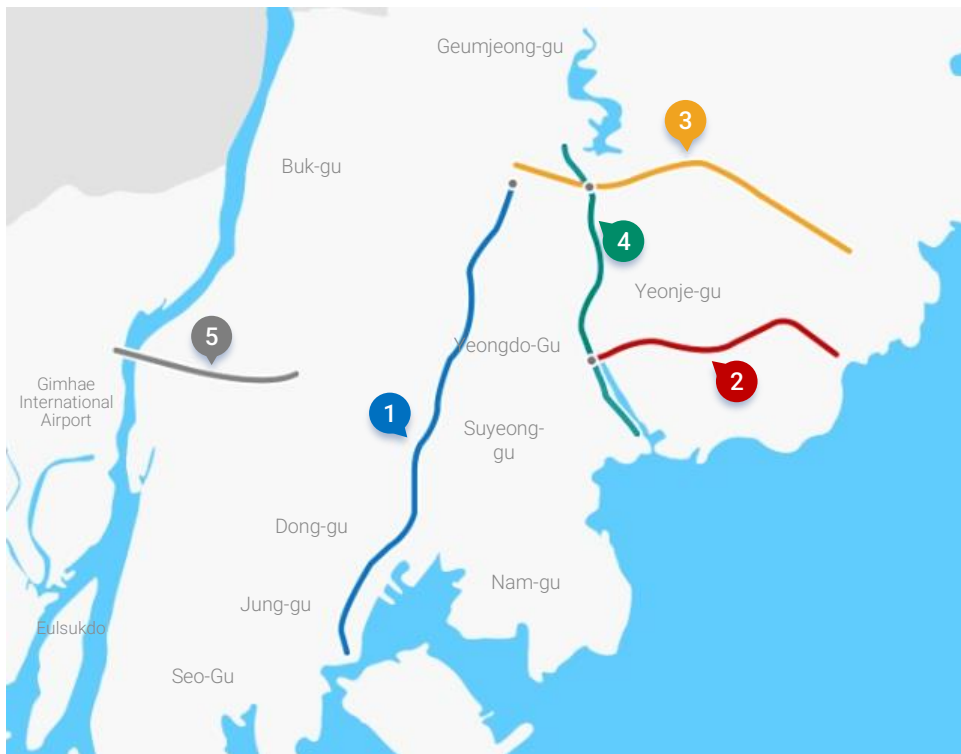 Geumjeong-gu
3
Buk-gu
4
Yeonje-gu
5
Yeongdo-Gu
2
Gimhae
International
Airport
1
Suyeong-
gu
Dong-gu
Nam-gu
Jung-gu
Eulsukdo
Seo-Gu